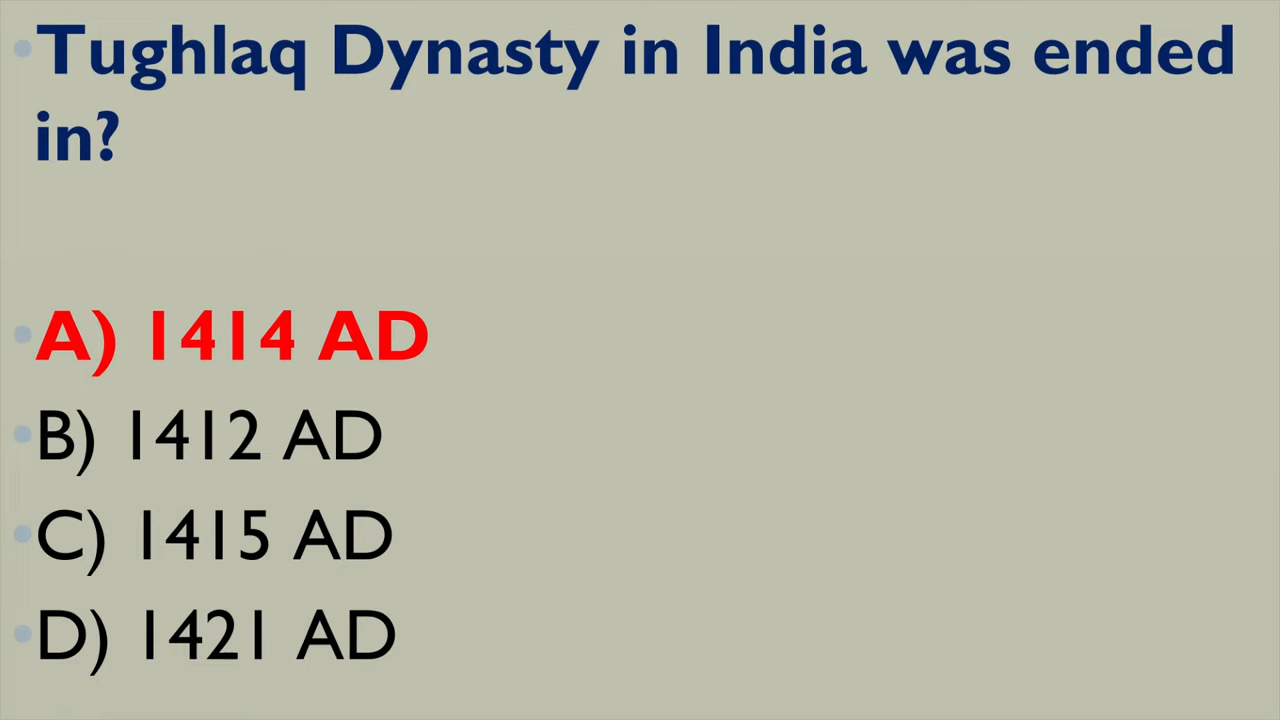 Tughlaq Dynasty in India was ended
in?
A) 1414 AD
B) 1412 AD
C) 1415 AD
D) 1421 AD